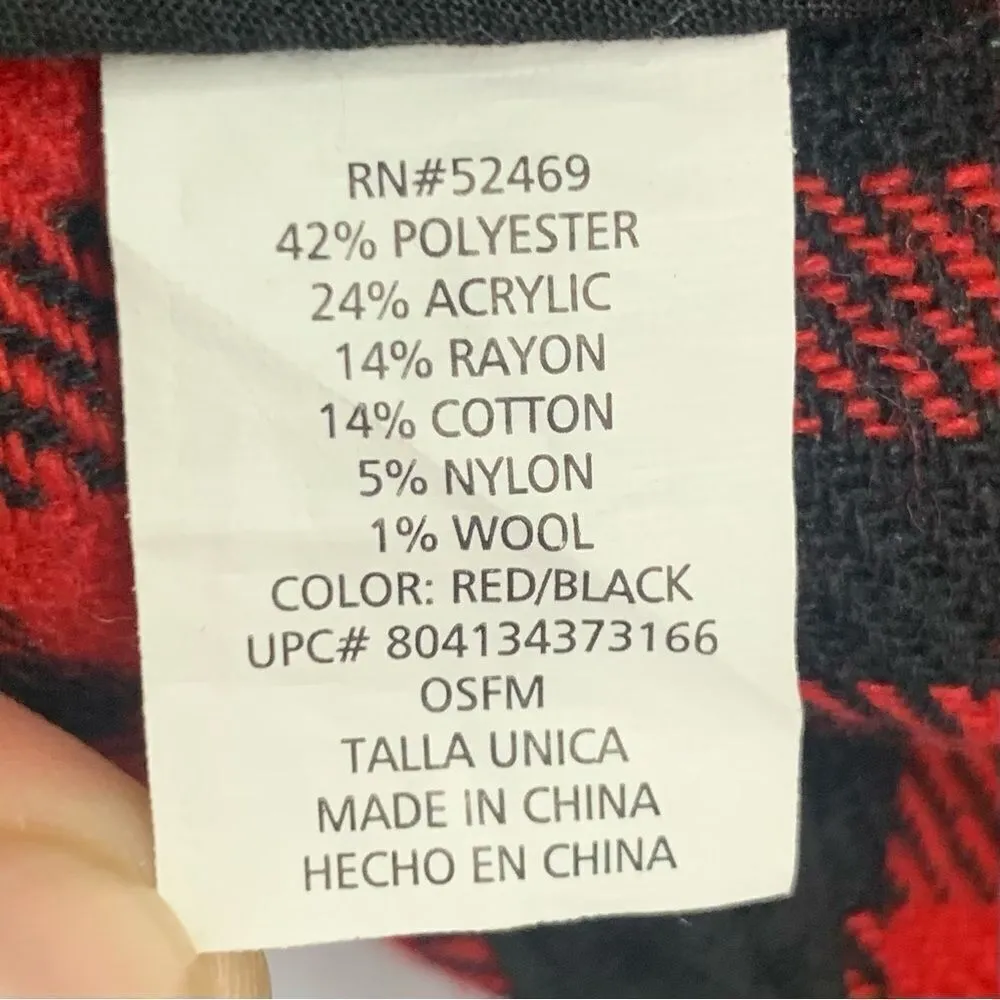 RN#52469
42% POLYESTER
24% ACRYLIC
14% RAYON
14% COTTON
5% NYLON
1% WOOL
COLOR: RED/BLACK
UPC# 804134373166
OSFM
TALLA UNICA
MADE IN CHINA
HECHO EN CHINA